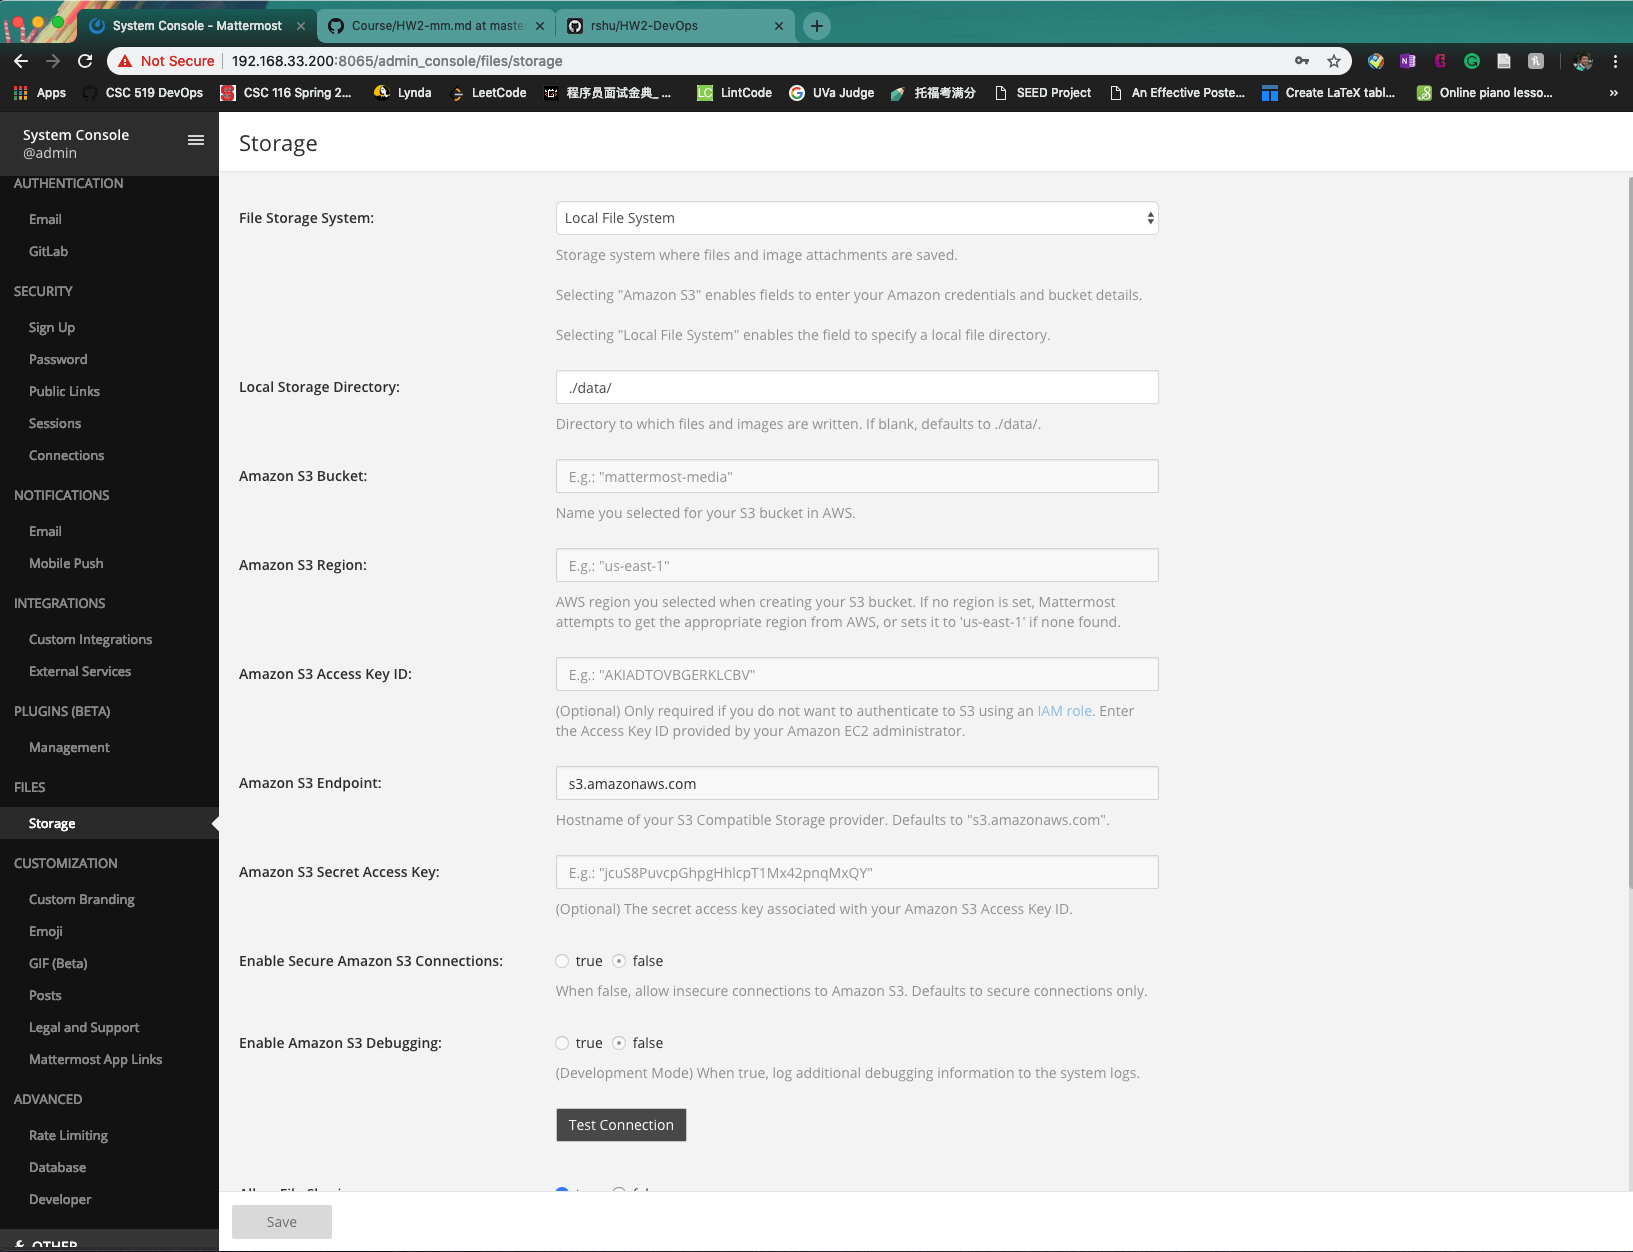 System Console - Mattermost
Course/HW2-mm.md at maste
rshu/HW2-DevOps
Not Secure
192.168.33.200:8065/admin_console/files/storage
Apps
CSC 519 DevOps
CSC 116 Spring 2...
Lynda
LeetCode
程序员面试金典_ ...
LC LintCode
UVa Judge
托福考满分
SEED Project
An Effective Poste...
Create LaTeX tabl...
Online piano lesso...
»
System Console
@admin
AUTHENTICATION
Email
GitLab
SECURITY
Sign Up
Password
Public Links
Sessions
Connections
NOTIFICATIONS
Email
Mobile Push
INTEGRATIONS
Custom Integrations
External Services
PLUGINS (BETA)
Management
FILES
Storage
CUSTOMIZATION
Custom Branding
Emoji
GIF (Beta)
Posts
Legal and Support
Mattermost App Links
ADVANCED
Rate Limiting
Database
Developer
OTHER
Storage
File Storage System:
Local File System
Storage system where files and image attachments are saved.
Selecting "Amazon S3" enables fields to enter your Amazon credentials and bucket details.
Selecting "Local File System" enables the field to specify a local file directory.
Local Storage Directory:
./data/
Directory to which files and images are written. If blank, defaults to ./data/.
Amazon S3 Bucket:
E.g.: "mattermost-media"
Name you selected for your S3 bucket in AWS.
Amazon S3 Region:
E.g.: "us-east-1"
AWS region you selected when creating your S3 bucket. If no region is set, Mattermost
attempts to get the appropriate region from AWS, or sets it to 'us-east-1' if none found.
Amazon S3 Access Key ID:
E.g.: "AKIADTOVBGERKLCBV"
(Optional) Only required if you do not want to authenticate to S3 using an IAM role. Enter
the Access Key ID provided by your Amazon EC2 administrator.
Amazon S3 Endpoint:
s3.amazonaws.com
Hostname of your S3 Compatible Storage provider. Defaults to "s3.amazonaws.com".
Amazon S3 Secret Access Key:
E.g.: "jcuS8PuvcpGhpgHhlcpT1Mx42pnqMxQY"
(Optional) The secret access key associated with your Amazon S3 Access Key ID.
Enable Secure Amazon S3 Connections:
true false
When false, allow insecure connections to Amazon S3. Defaults to secure connections only.
Enable Amazon S3 Debugging:
true false
(Development Mode) When true, log additional debugging information to the system logs.
Test Connection
Save